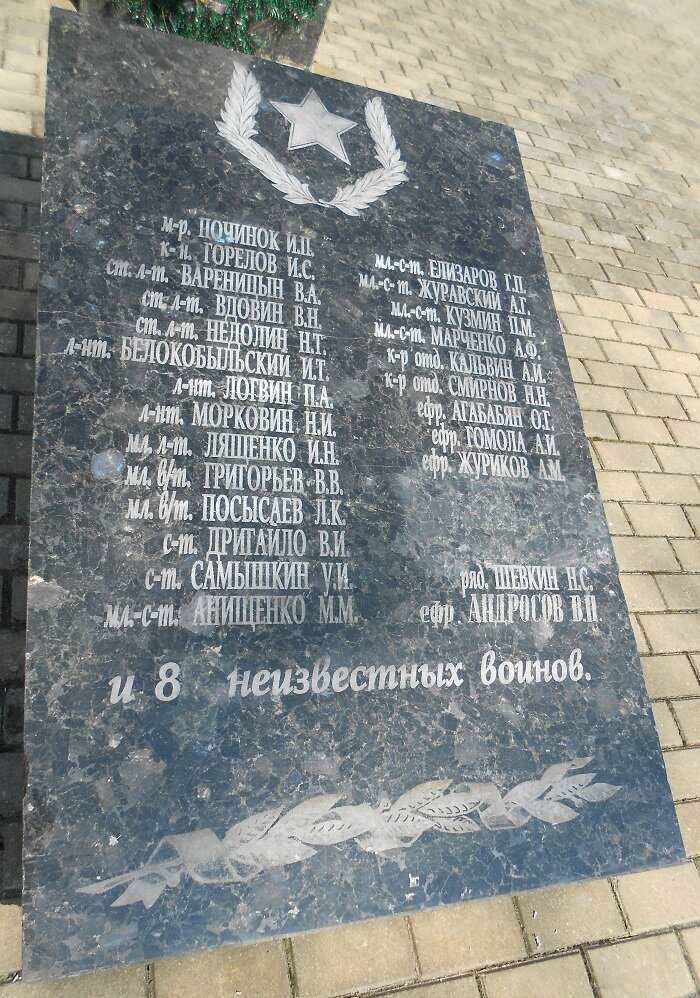 м-р. ПОЧИНОК И.П.
к-н. ГОРЕЛОВ И.С.
ст. л-т. ВАРЕНИЦЫН В.А.
ст. л-т. ВДОВИН В.Н.
ст. л-т. НЕДОЛИН Н.Т.
л-нт. БЕЛОКОБЫЛЬСКИЙ И.Т.
л-нт. ЛОГВИН П.А.
л-нт. МОРКОВИН Н.И.
мл. л-т. ЛЯЩЕНКО И.Н.
мл. в/т. ГРИГОРЬЕВ В.В.
мл. в/т. ПОСЫСАЕВ Л.К.
с-т. ДРИГАЙЛО В.И.
с-т. САМЫШКИН У.И.
мл.-с-т. АНИЩЕНКО М.М.
мл.-с-т. ЕЛИЗАРОВ Г.П.
мл.-с-т. ЖУРАВСКИЙ А.Г.
мл.-с-т. КУЗМИН П.М.
мл.-с-т. МАРЧЕНКО А.Ф.
к-р отд. КАЛЬВИН А.И.
к-р отд. СМИРНОВ Н.Н.
ефр. АГАБАБЯН О.Г.
ефр. ГОМОЛА А.И.
ефр. ЖУРИКОВ А.М.
ряд. ШЕВКИН Н.С.
ефр. АНДРОСОВ В.П.
и 8 неизвестных воинов.